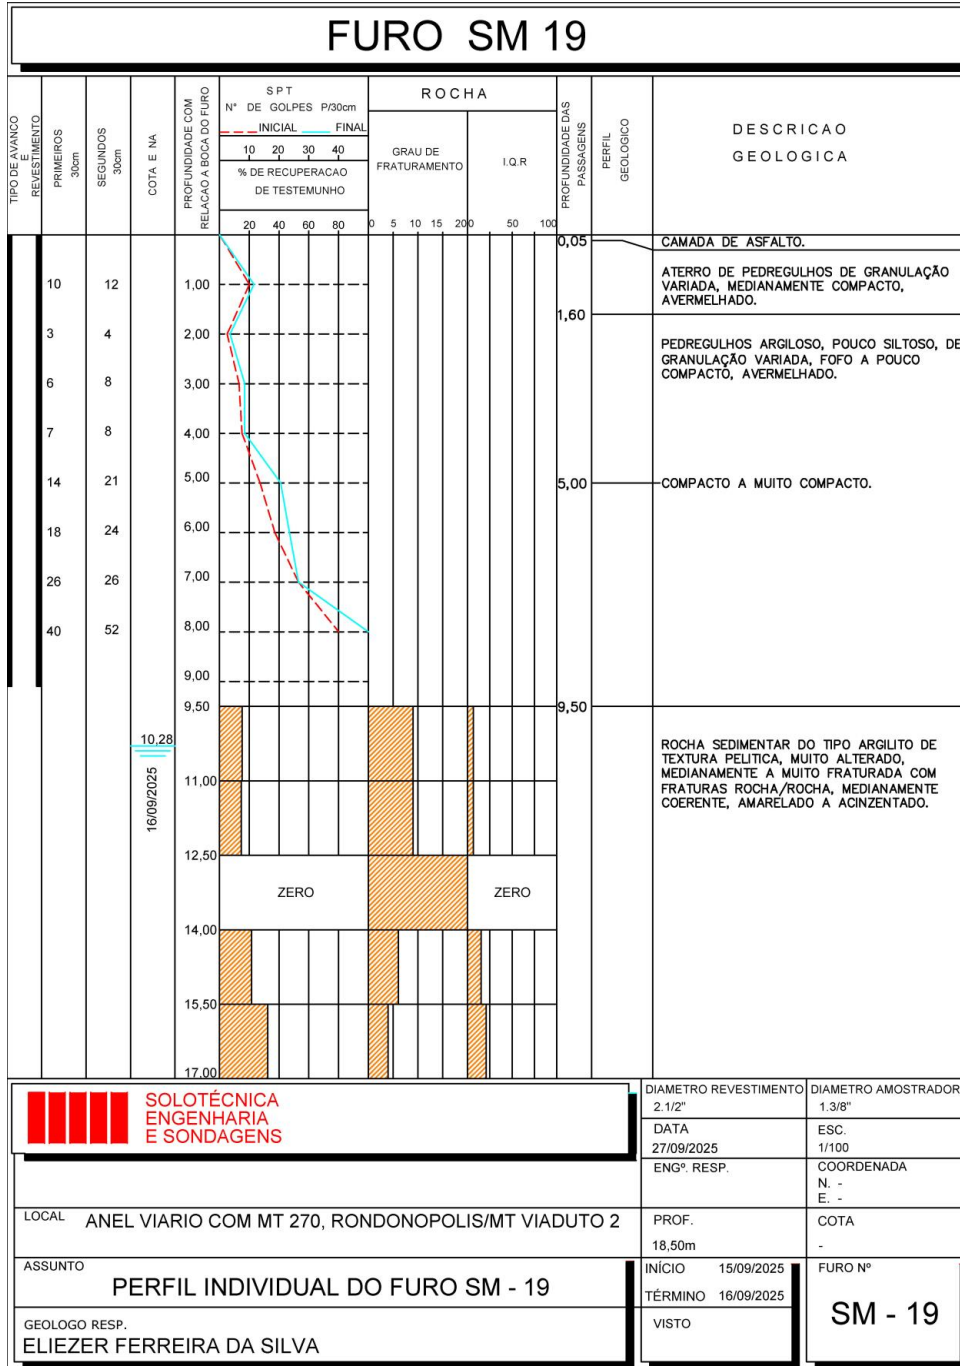 FURO SM 19
TIPO DE AVANCO
E
REVESTIMENTO
PRIMEIROS
30cm
SEGUNDOS
30cm
COTA E NA
PROFUNDIDADE COM
RELACAO A BOCA DO FURO
SPT
N° DE GOLPES P/30cm
INICIAL FINAL
10 20 30 40
% DE RECUPERACAO
DE TESTEMUNHO
20 40 60 80
ROCHA
GRAU DE
FRATURAMENTO
0 5 10 15 20
I.Q.R
0 50 100
PROFUNDIDADE DAS
PASSAGENS
PERFIL
GEOLOGICO
DESCRICAO
GEOLOGICA
0,05 CAMADA DE ASFALTO.
ATERRO DE PEDREGULHOS DE GRANULAÇÃO
VARIADA, MEDIANAMENTE COMPACTO,
AVERMELHADO.
10 12 1,00
1,60
3 4 2,00
PEDREGULHOS ARGILOSO, POUCO SILTOSO, DE
GRANULAÇÃO VARIADA, FOFO A POUCO
COMPACTO, AVERMELHADO.
6 8 3,00
7 8 4,00
14 21 5,00
5,00 COMPACTO A MUITO COMPACTO.
18 24 6,00
26 26 7,00
40 52 8,00
9,00
9,50 9,50
10,28
16/09/2025
ROCHA SEDIMENTAR DO TIPO ARGILITO DE
TEXTURA PELITICA, MUITO ALTERADO,
MEDIANAMENTE A MUITO FRATURADA COM
FRATURAS ROCHA/ROCHA, MEDIANAMENTE
COERENTE, AMARELADO A ACINZENTADO.
11,00
12,50
ZERO ZERO
14,00
15,50
17,00
SOLOTÉCNICA
ENGENHARIA
E SONDAGENS
DIAMETRO REVESTIMENTO
2.1/2"
DIAMETRO AMOSTRADOR
1.3/8"
DATA
27/09/2025
ESC.
1/100
ENGº. RESP.
COORDENADA
N. -
E. -
LOCAL ANEL VIARIO COM MT 270, RONDONOPOLIS/MT VIADUTO 2
PROF.
18,50m
COTA
-
ASSUNTO
PERFIL INDIVIDUAL DO FURO SM - 19
INÍCIO 15/09/2025
TÉRMINO 16/09/2025
FURO Nº
SM - 19
GEOLOGO RESP.
ELIEZER FERREIRA DA SILVA
VISTO